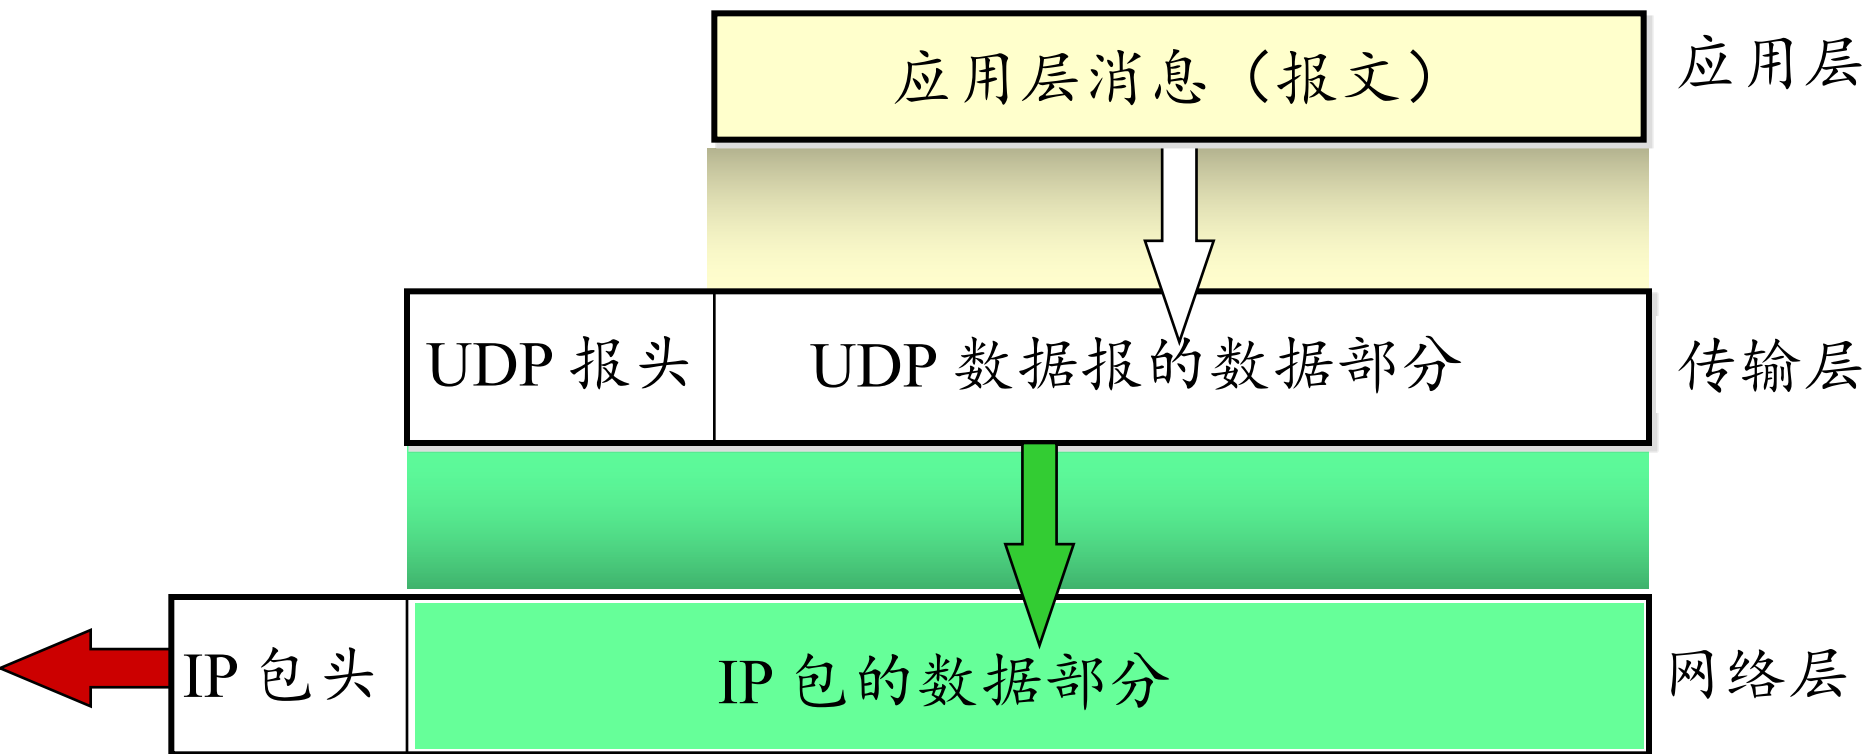 应用层消息（报文）
应用层
UDP 报头
UDP 数据报的数据部分
传输层
IP 包头
IP 包的数据部分
网络层